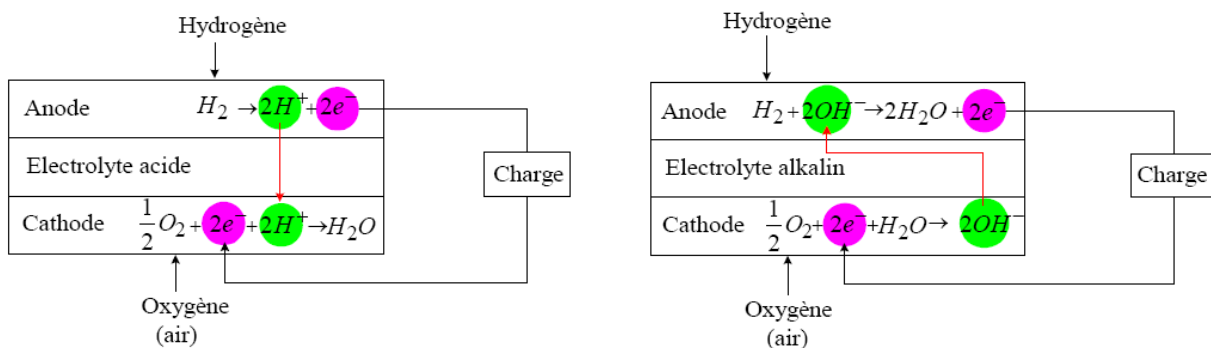 Hydrogène
Anode H₂ → 2H⁺ + 2e⁻
Electrolyte acide
Charge
Cathode 1/2 O₂ + 2e⁻ + 2H⁺ → H₂O
Oxygène
(air)
Hydrogène
Anode H₂ + 2OH⁻ → 2H₂O + 2e⁻
Electrolyte alkalin
Charge
Cathode 1/2 O₂ + 2e⁻ + H₂O → 2OH⁻
Oxygène
(air)